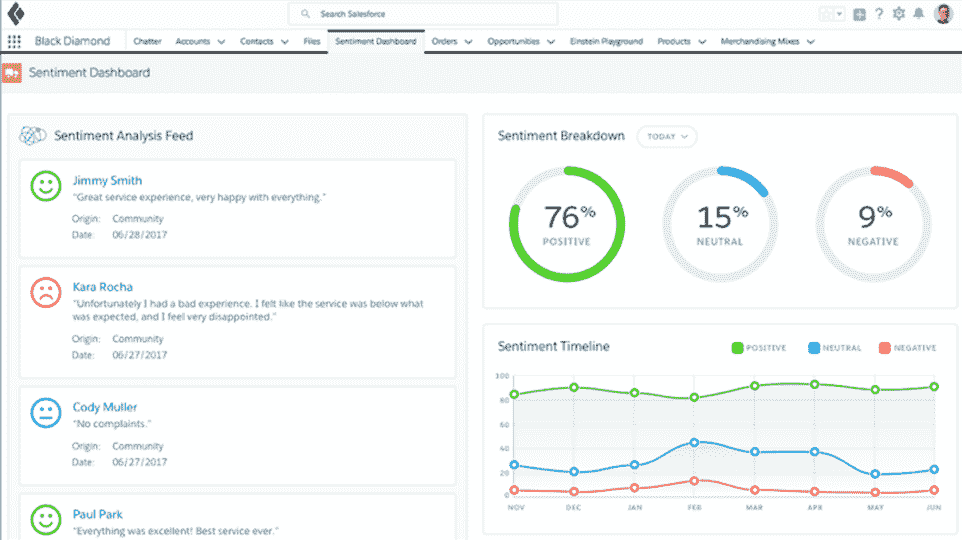 Search Salesforce
Black Diamond
Chatter
Accounts
Contacts
Files
Sentiment Dashboard
Orders
Opportunities
Einstein Playground
Products
Merchandising Mixes
Sentiment Dashboard
Sentiment Analysis Feed
Jimmy Smith
"Great service experience, very happy with everything."
Origin: Community
Date: 06/28/2017
Kara Rocha
"Unfortunately I had a bad experience. I felt like the service was below what
was expected, and I feel very disappointed."
Origin: Community
Date: 06/27/2017
Cody Muller
"No complaints."
Origin: Community
Date: 06/27/2017
Paul Park
"Everything was excellent! Best service ever."
Sentiment Breakdown
TODAY
76%
POSITIVE
15%
NEUTRAL
9%
NEGATIVE
Sentiment Timeline
POSITIVE
NEUTRAL
NEGATIVE
100
80
60
40
20
0
NOV
DEC
JAN
FEB
MAR
APR
MAY
JUN